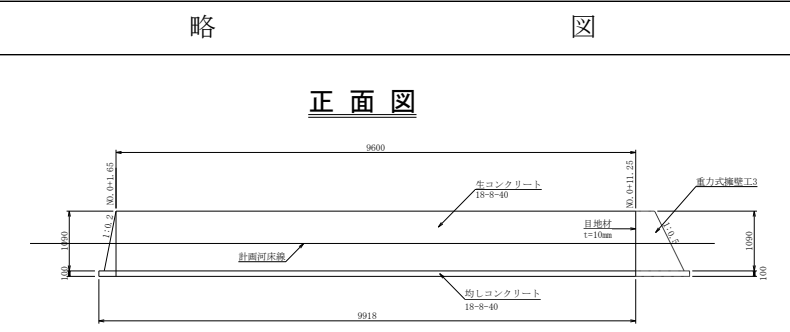 略 図
正 面 図
9600
NO.0+1.65
NO.0+11.25
生コンクリート
18-8-40
重力式擁壁工3
1:0.2
目地材
t=10mm
1:0.5
1090
1090
計画河床線
100
100
均しコンクリート
18-8-40
9918